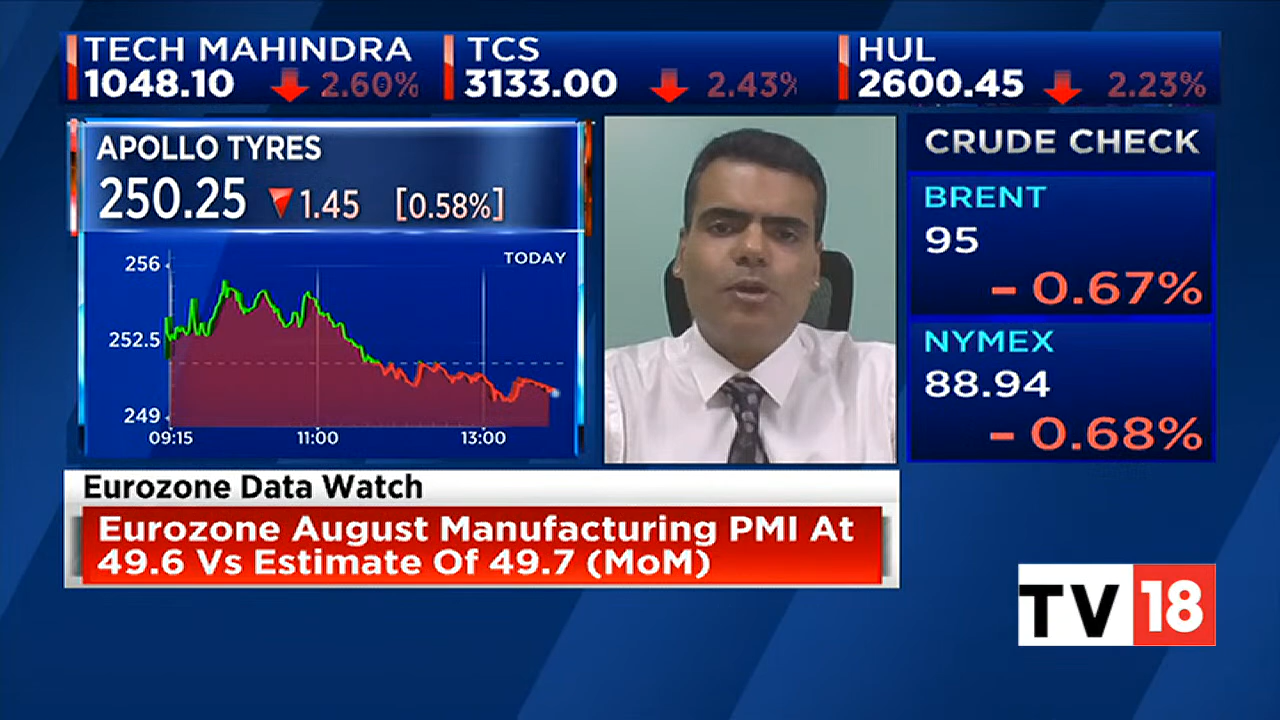 TECH MAHINDRA
1048.10 2.60%
TCS
3133.00 2.43%
HUL
2600.45 2.23%
APOLLO TYRES
250.25 1.45 [0.58%]
TODAY
256
252.5
249
09:15 11:00 13:00
CRUDE CHECK
BRENT
95
- 0.67%
NYMEX
88.94
- 0.68%
Eurozone Data Watch
Eurozone August Manufacturing PMI At
49.6 Vs Estimate Of 49.7 (MoM)
TV18